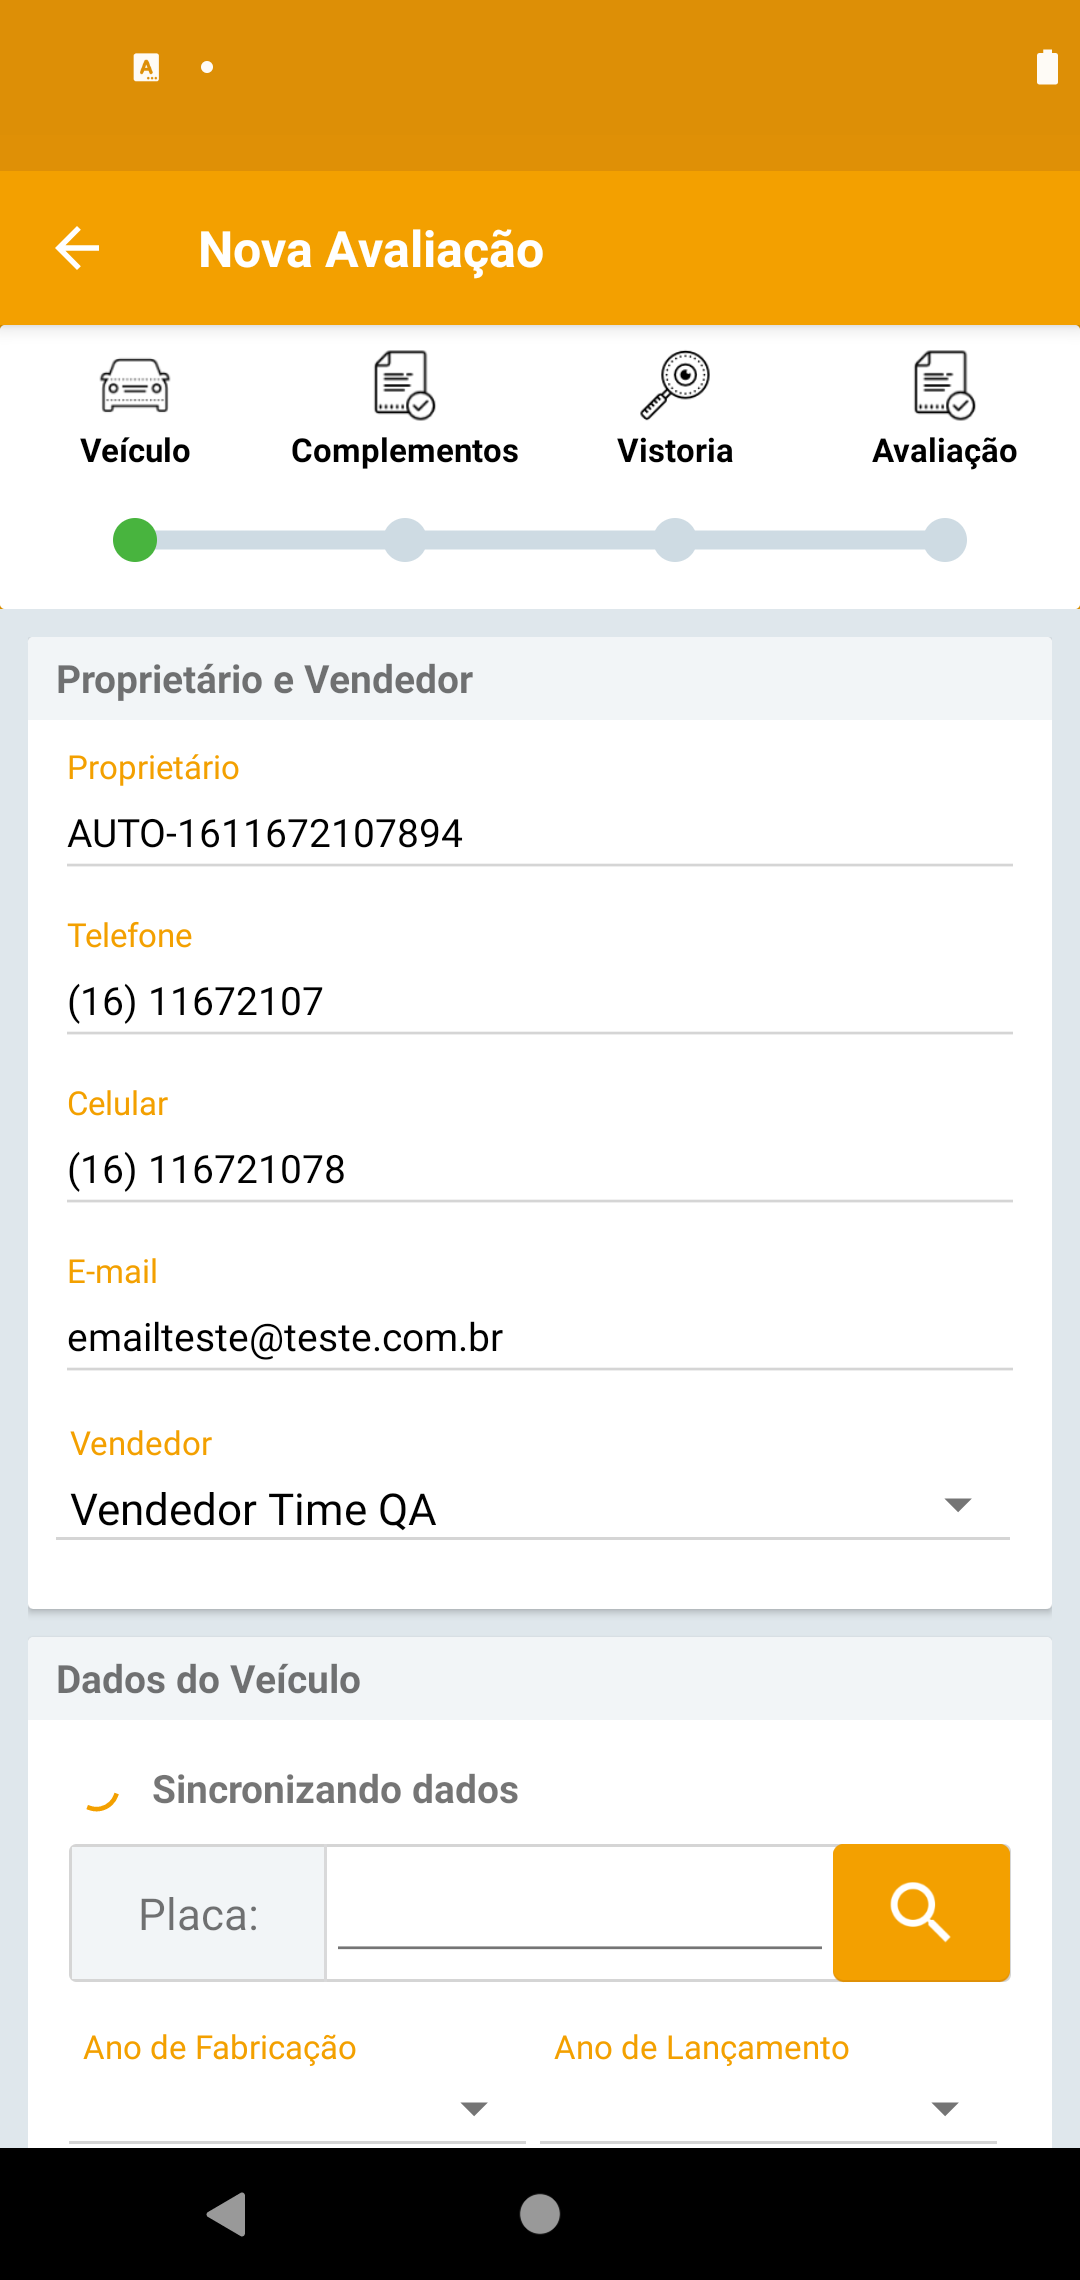 Nova Avaliação
Veículo Complementos Vistoria Avaliação
Proprietário e Vendedor
Proprietário
AUTO-1611672107894
Telefone
(16) 11672107
Celular
(16) 116721078
E-mail
emailteste@teste.com.br
Vendedor
Vendedor Time QA
Dados do Veículo
Sincronizando dados
Placa:
Ano de Fabricação Ano de Lançamento